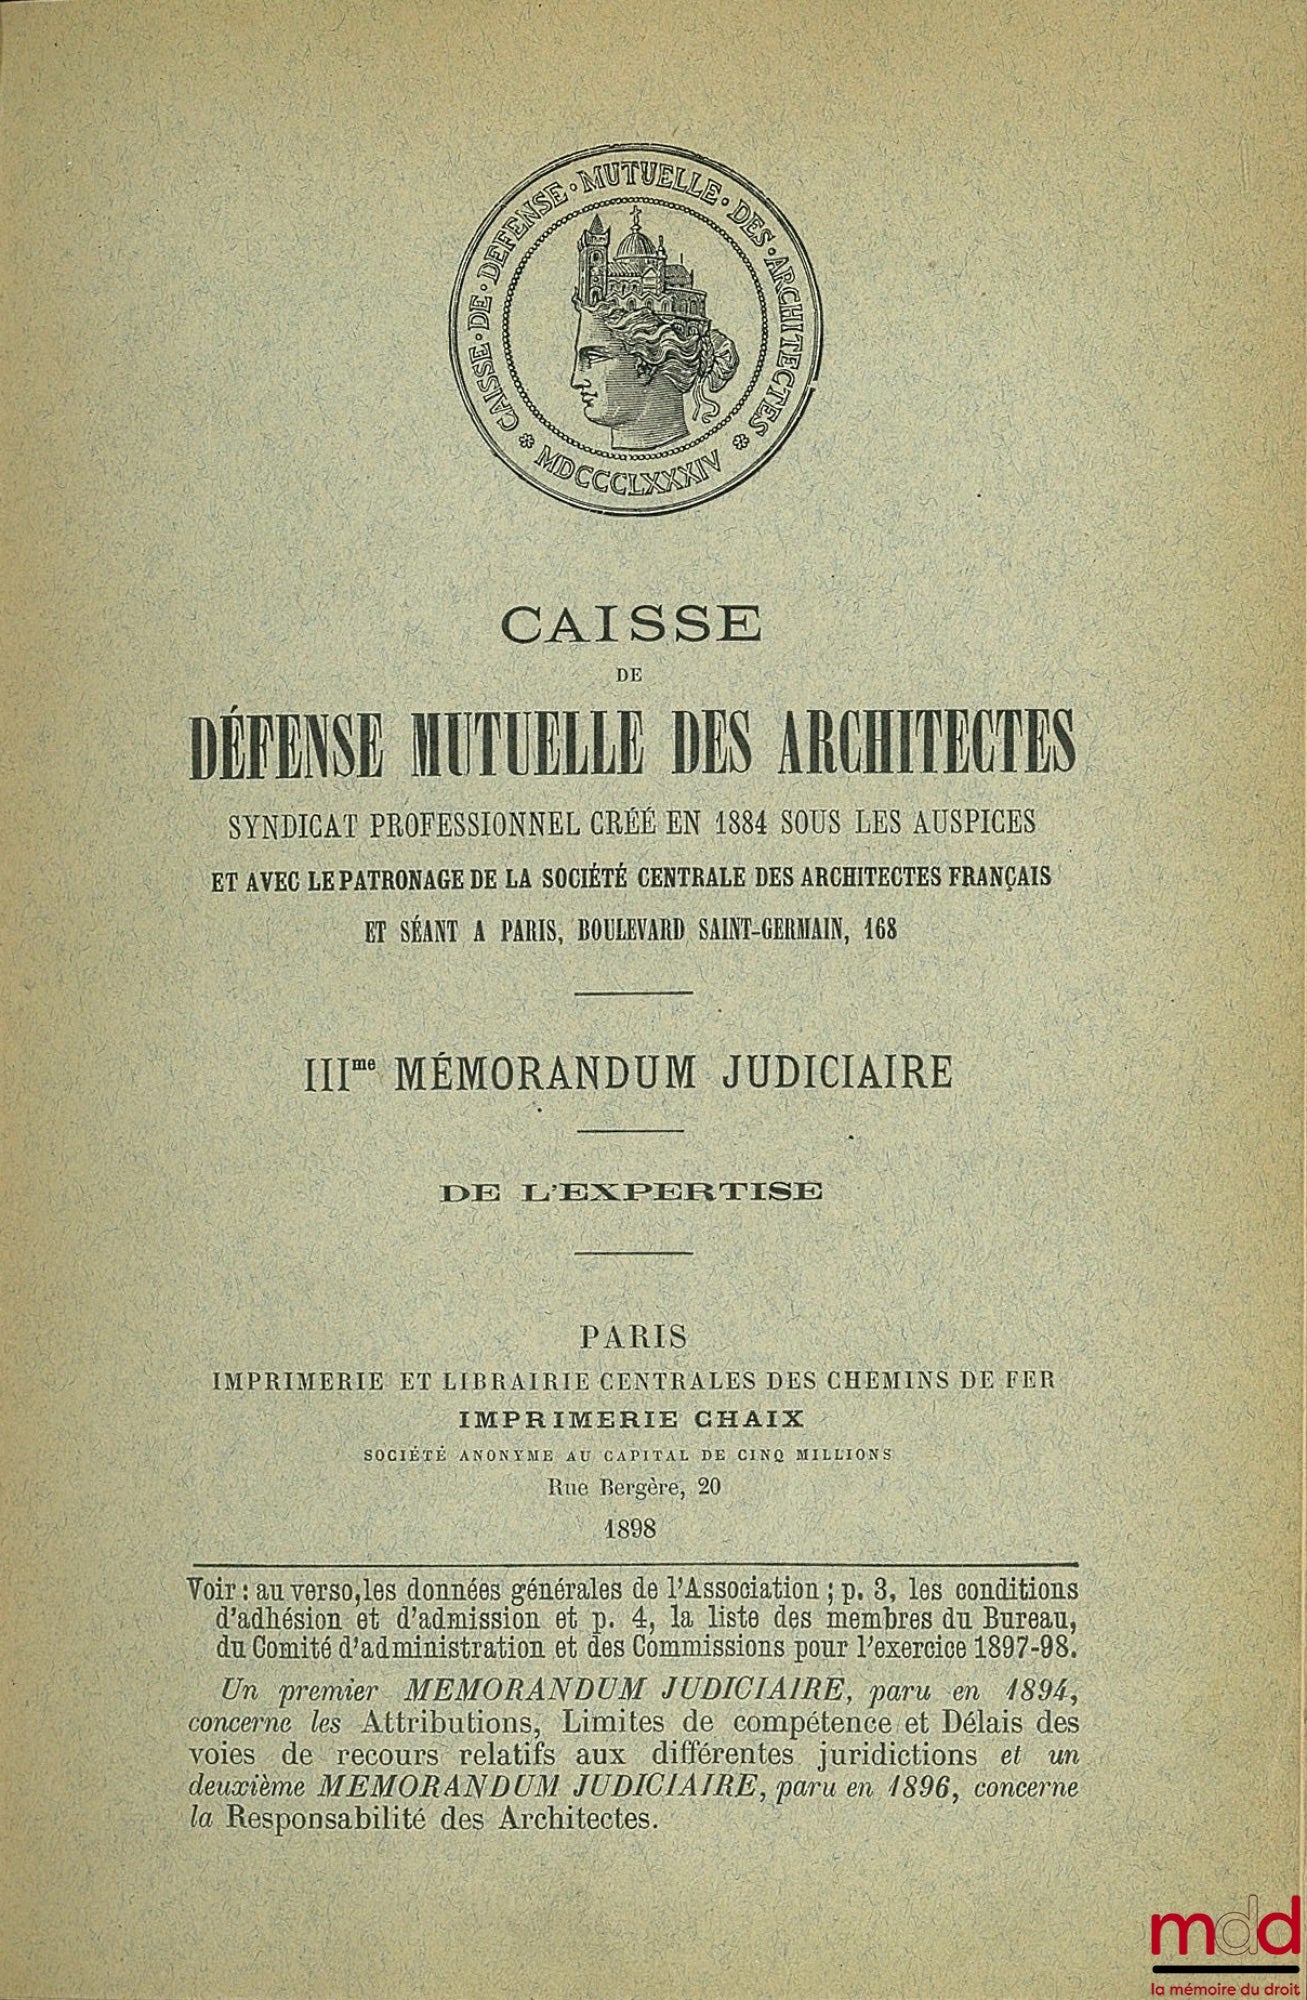 CAISSE · DE · DEFENSE · MUTUELLE · DES · ARCHITECTES
MDCCCLXXXIV
CAISSE
DE
DÉFENSE MUTUELLE DES ARCHITECTES
SYNDICAT PROFESSIONNEL CRÉÉ EN 1884 SOUS LES AUSPICES
ET AVEC LE PATRONAGE DE LA SOCIÉTÉ CENTRALE DES ARCHITECTES FRANÇAIS
ET SÉANT A PARIS, BOULEVARD SAINT-GERMAIN, 168
IIIme MÉMORANDUM JUDICIAIRE
DE L'EXPERTISE
PARIS
IMPRIMERIE ET LIBRAIRIE CENTRALES DES CHEMINS DE FER
IMPRIMERIE CHAIX
SOCIÉTÉ ANONYME AU CAPITAL DE CINQ MILLIONS
Rue Bergère, 20
1898
Voir : au verso, les données générales de l'Association ; p. 3, les conditions
d'adhésion et d'admission et p. 4, la liste des membres du Bureau,
du Comité d'administration et des Commissions pour l'exercice 1897-98.
Un premier MEMORANDUM JUDICIAIRE, paru en 1894,
concerne les Attributions, Limites de compétence et Délais des
voies de recours relatifs aux différentes juridictions et un
deuxième MEMORANDUM JUDICIAIRE, paru en 1896, concerne
la Responsabilité des Architectes.
mdd
la mémoire du droit